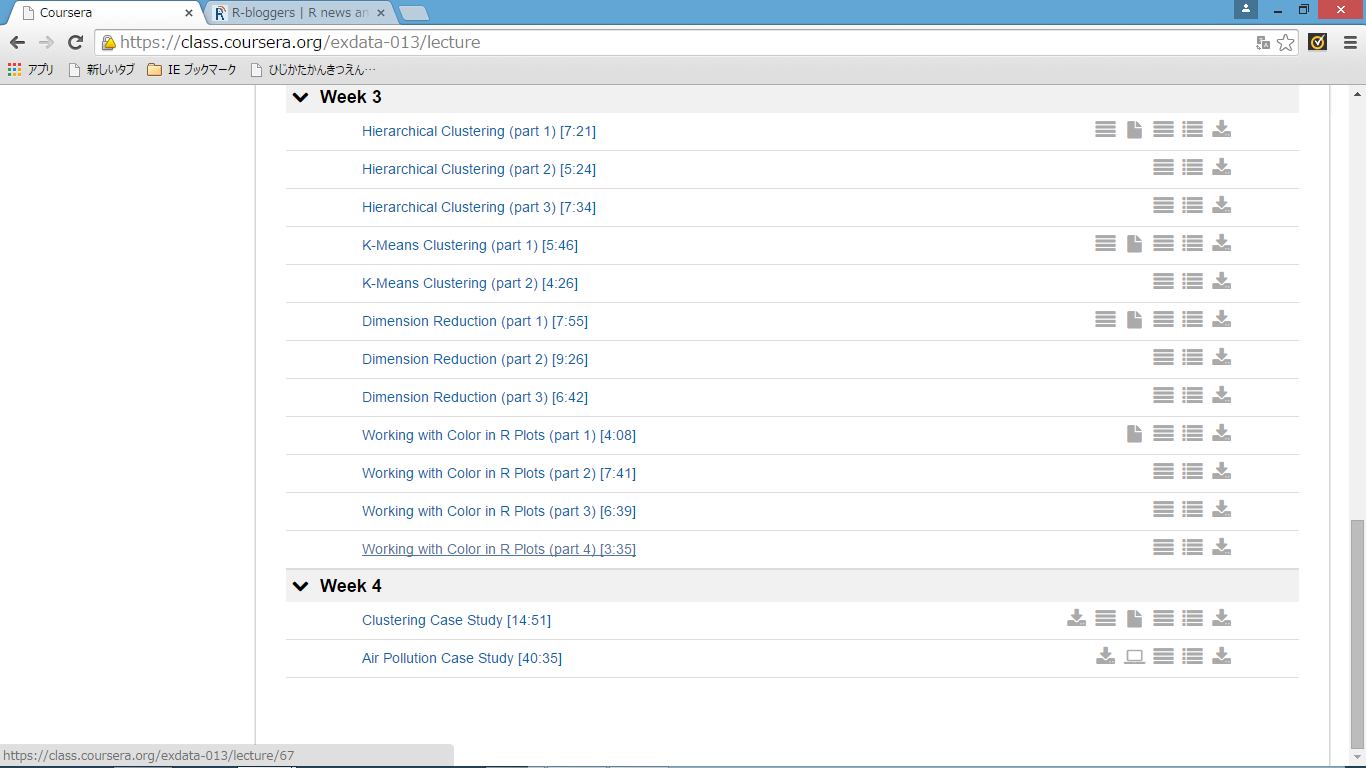 Coursera
R-bloggers | R news an
https://class.coursera.org/exdata-013/lecture
アプリ 新しいタブ IE ブックマーク ひじかたかんきつえん…
Week 3
Hierarchical Clustering (part 1) [7:21]
Hierarchical Clustering (part 2) [5:24]
Hierarchical Clustering (part 3) [7:34]
K-Means Clustering (part 1) [5:46]
K-Means Clustering (part 2) [4:26]
Dimension Reduction (part 1) [7:55]
Dimension Reduction (part 2) [9:26]
Dimension Reduction (part 3) [6:42]
Working with Color in R Plots (part 1) [4:08]
Working with Color in R Plots (part 2) [7:41]
Working with Color in R Plots (part 3) [6:39]
Working with Color in R Plots (part 4) [3:35]
Week 4
Clustering Case Study [14:51]
Air Pollution Case Study [40:35]
https://class.coursera.org/exdata-013/lecture/67